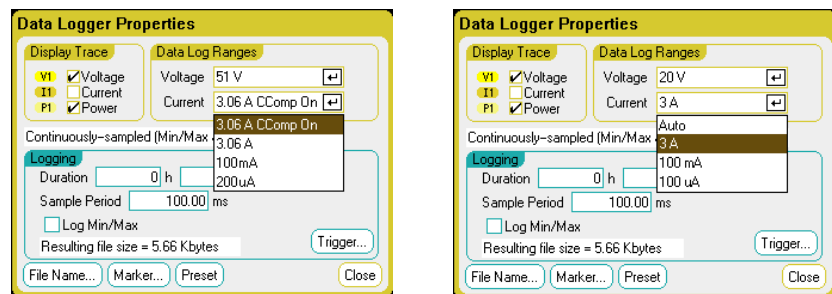 Data Logger Properties
Display Trace
Data Log Ranges
V1 Voltage
Voltage 51 V
I1 Current
Current 3.06 A CComp On
P1 Power
3.06 A CComp On
3.06 A
100mA
200uA
Continuously-sampled (Min/Max
Logging
Duration 0 h
Sample Period 100.00 ms
Log Min/Max
Resulting file size = 5.66 Kbytes
Trigger...
File Name... Marker... Preset Close
Data Logger Properties
Display Trace
Data Log Ranges
V1 Voltage
Voltage 20 V
I1 Current
Current 3 A
P1 Power
Auto
3 A
100 mA
100 uA
Continuously-sampled (Min/Max
Logging
Duration 0 h
Sample Period 100.00 ms
Log Min/Max
Resulting file size = 5.66 Kbytes
Trigger...
File Name... Marker... Preset Close